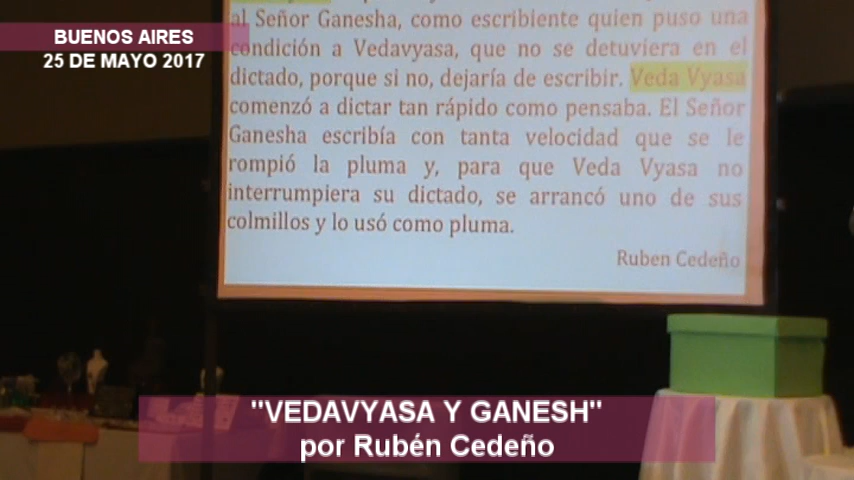 BUENOS AIRES
25 DE MAYO 2017
al Señor Ganesha, como escribiente quien puso una
condición a Vedavyasa, que no se detuviera en el
dictado, porque si no, dejaría de escribir. Veda Vyasa
comenzó a dictar tan rápido como pensaba. El Señor
Ganesha escribía con tanta velocidad que se le
rompió la pluma y, para que Veda Vyasa no
interrumpiera su dictado, se arrancó uno de sus
colmillos y lo usó como pluma.
Ruben Cedeño
"VEDAVYASA Y GANESH"
por Rubén Cedeño